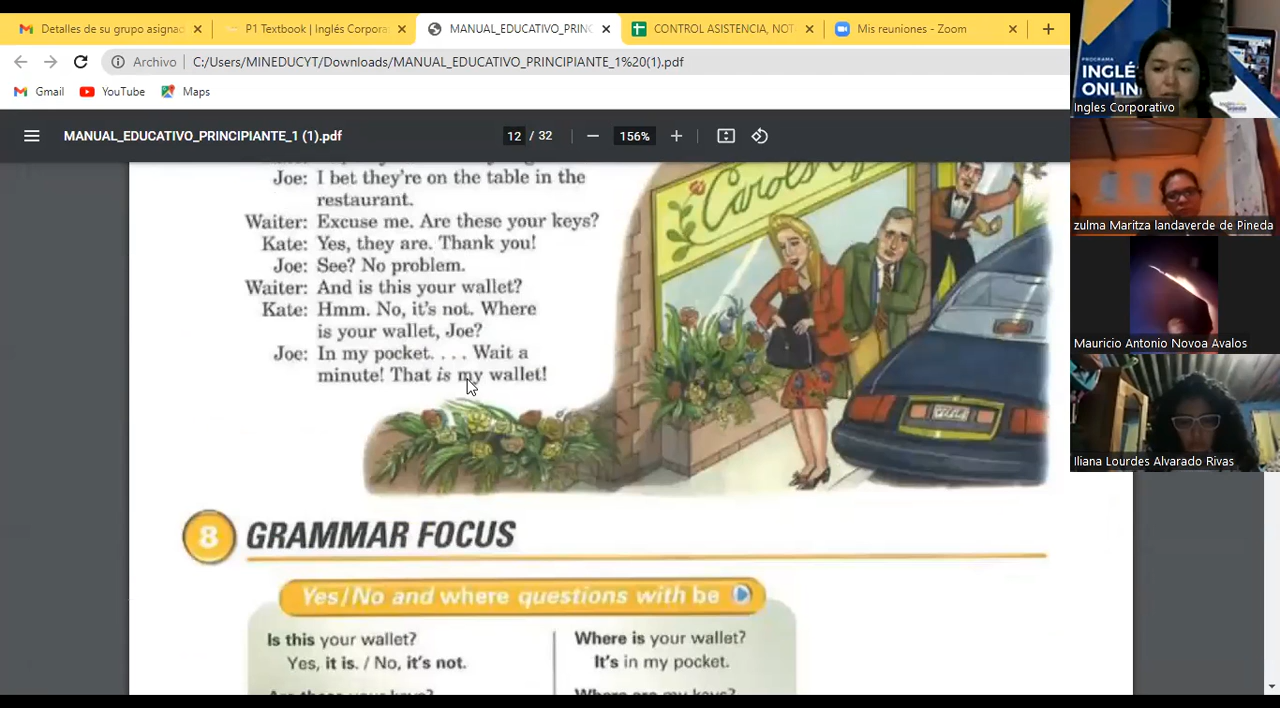 Detalles de su grupo asignad
P1 Textbook | Inglés Corpora
MANUAL_EDUCATIVO_PRINC
CONTROL ASISTENCIA, NOT
Mis reuniones - Zoom
Archivo
C:/Users/MINEDUCYT/Downloads/MANUAL_EDUCATIVO_PRINCIPIANTE_1%20(1).pdf
Gmail
YouTube
Maps
MANUAL_EDUCATIVO_PRINCIPIANTE_1 (1).pdf
12 / 32
156%
Joe: I bet they're on the table in the
restaurant.
Waiter: Excuse me. Are these your keys?
Kate: Yes, they are. Thank you!
Joe: See? No problem.
Waiter: And is this your wallet?
Kate: Hmm. No, it's not. Where
is your wallet, Joe?
Joe: In my pocket. . . . Wait a
minute! That is my wallet!
8 GRAMMAR FOCUS
Yes/No and where questions with be
Is this your wallet?
Yes, it is. / No, it's not.
Where is your wallet?
It's in my pocket.
PROGRAMA
Ingles Corporativo
zulma Maritza landaverde de Pineda
Mauricio Antonio Novoa Avalos
Iliana Lourdes Alvarado Rivas